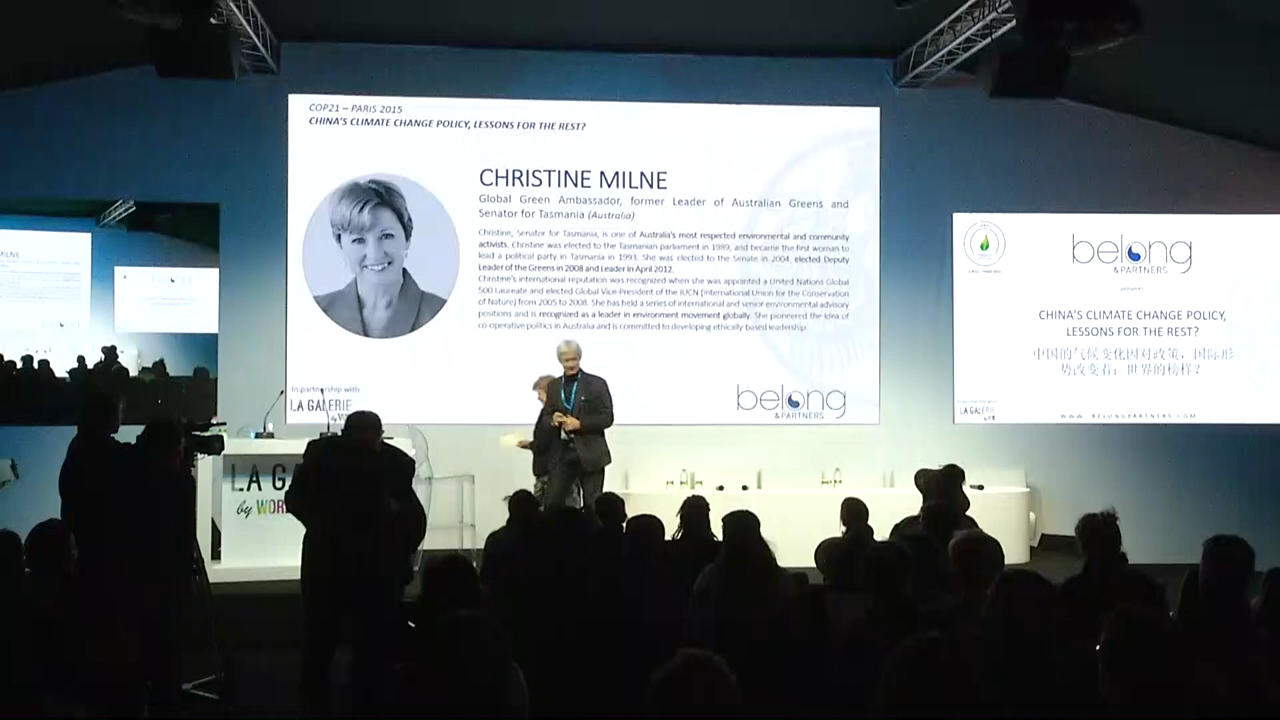 COP21 – PARIS 2015
CHINA'S CLIMATE CHANGE POLICY, LESSONS FOR THE REST?
CHRISTINE MILNE
Global Green Ambassador, former Leader of Australian Greens and
Senator for Tasmania (Australia)
Christine, Senator for Tasmania, is one of Australia's most respected environmental and community
activists. Christine was elected to the Tasmanian parliament in 1989, and became the first woman to
lead a political party in Tasmania in 1993. She was elected to the Senate in 2004, elected Deputy
Leader of the Greens in 2008 and Leader in April 2012.
Christine's international reputation was recognized when she was appointed a United Nations Global
500 Laureate and elected Global Vice President of the IUCN (International Union for the Conservation
of Nature) from 2005 to 2008. She has held a series of international and senior environmental advisory
positions and is recognized as a leader in environment movement globally. She pioneered the idea of
co-operative politics in Australia and is committed to developing ethically based leadership.
In partnership with
LA GALERIE
belong
& PARTNERS
belong
& PARTNERS
CHINA'S CLIMATE CHANGE POLICY,
LESSONS FOR THE REST?
中国的气候变化因对政策，国际形
势改变着：世界的榜样？
LA GALERIE
WWW. BELONGPARTNERS.COM
MILNE
LA GA
by WOR